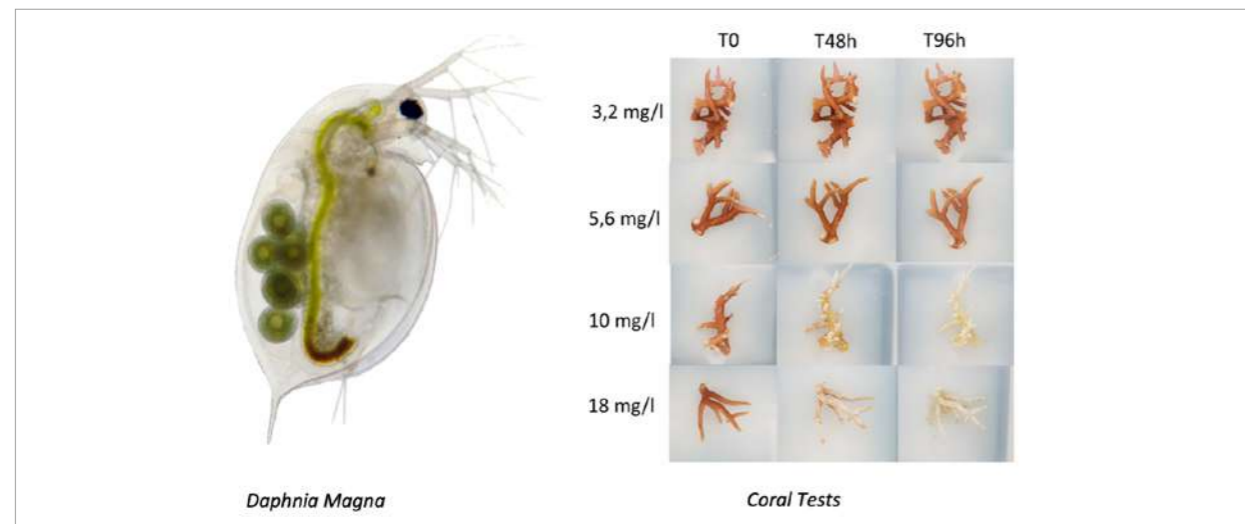 T0 T48h T96h
3,2 mg/l
5,6 mg/l
10 mg/l
18 mg/l
Daphnia Magna
Coral Tests